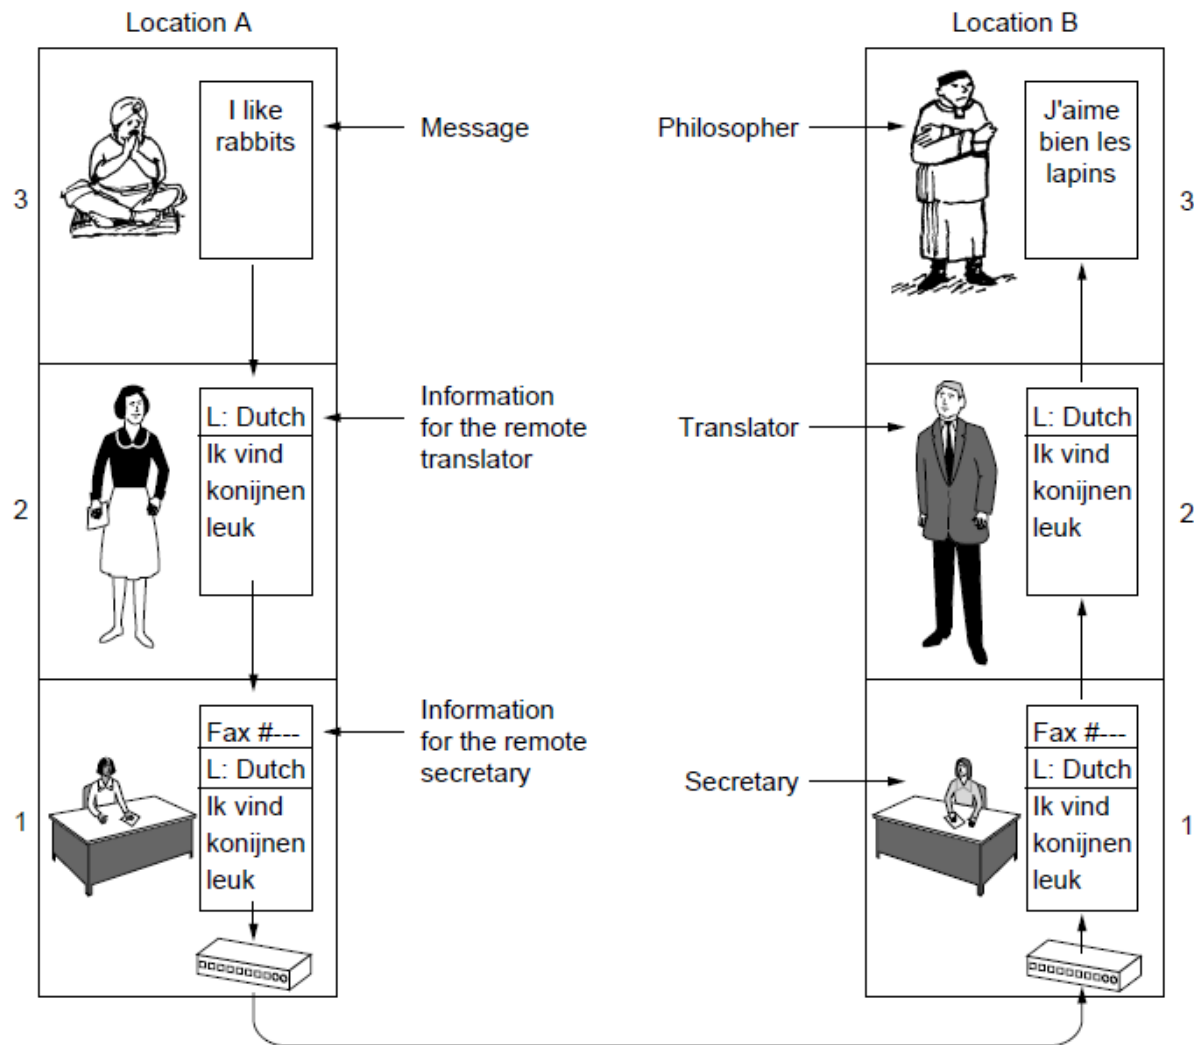 Location A
Location B
I like
rabbits
Message
Philosopher
J'aime
bien les
lapins
3
3
L: Dutch
Ik vind
konijnen
leuk
Information
for the remote
translator
Translator
L: Dutch
Ik vind
konijnen
leuk
2
2
Fax #---
L: Dutch
Ik vind
konijnen
leuk
Information
for the remote
secretary
Secretary
Fax #---
L: Dutch
Ik vind
konijnen
leuk
1
1